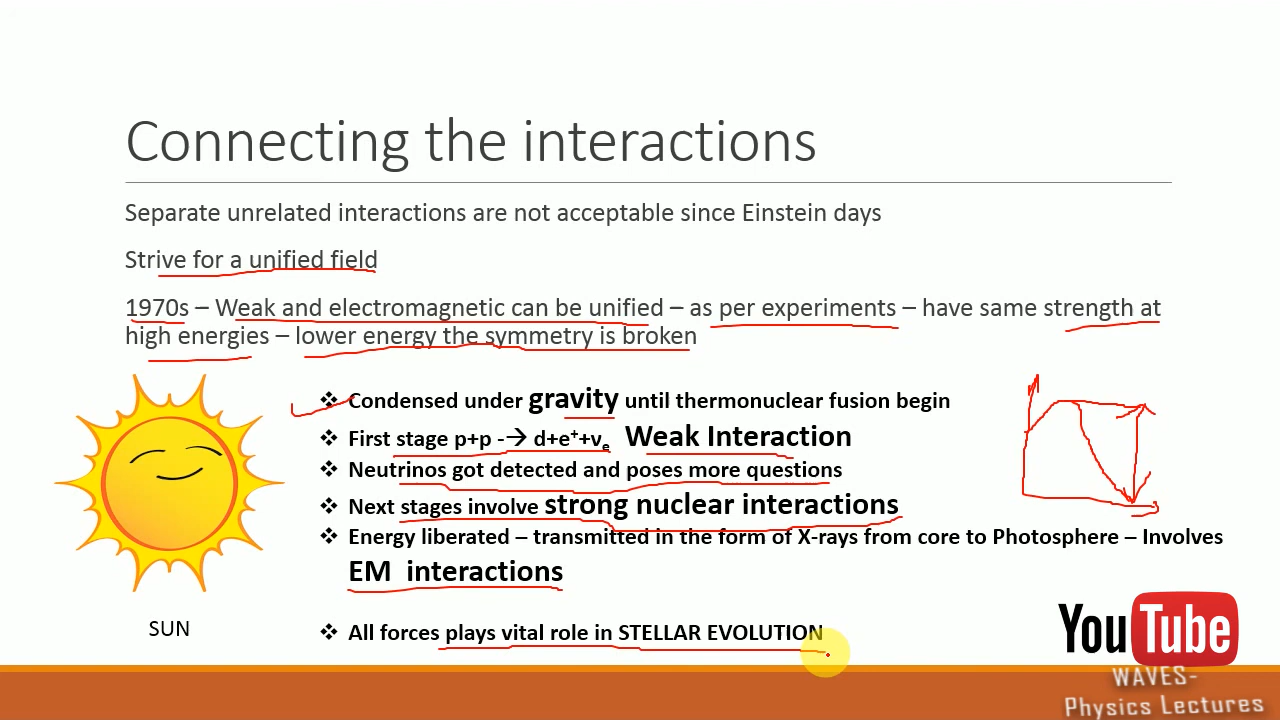 Connecting the interactions
Separate unrelated interactions are not acceptable since Einstein days
Strive for a unified field
1970s – Weak and electromagnetic can be unified – as per experiments – have same strength at
high energies – lower energy the symmetry is broken
❖ Condensed under gravity until thermonuclear fusion begin
❖ First stage p+p -→ d+e⁺+νₑ Weak Interaction
❖ Neutrinos got detected and poses more questions
❖ Next stages involve strong nuclear interactions
❖ Energy liberated – transmitted in the form of X-rays from core to Photosphere – Involves
EM interactions
SUN
❖ All forces plays vital role in STELLAR EVOLUTION
YouTube
WAVES-
Physics Lectures